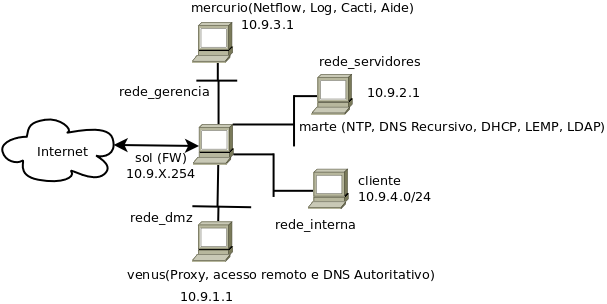 mercurio(Netflow, Log, Cacti, Aide)
10.9.3.1
rede_servidores
rede_gerencia
10.9.2.1
marte (NTP, DNS Recursivo, DHCP, LEMP, LDAP)
Internet
sol (FW)
10.9.X.254
cliente
10.9.4.0/24
rede_dmz
rede_interna
venus(Proxy, acesso remoto e DNS Autoritativo)
10.9.1.1